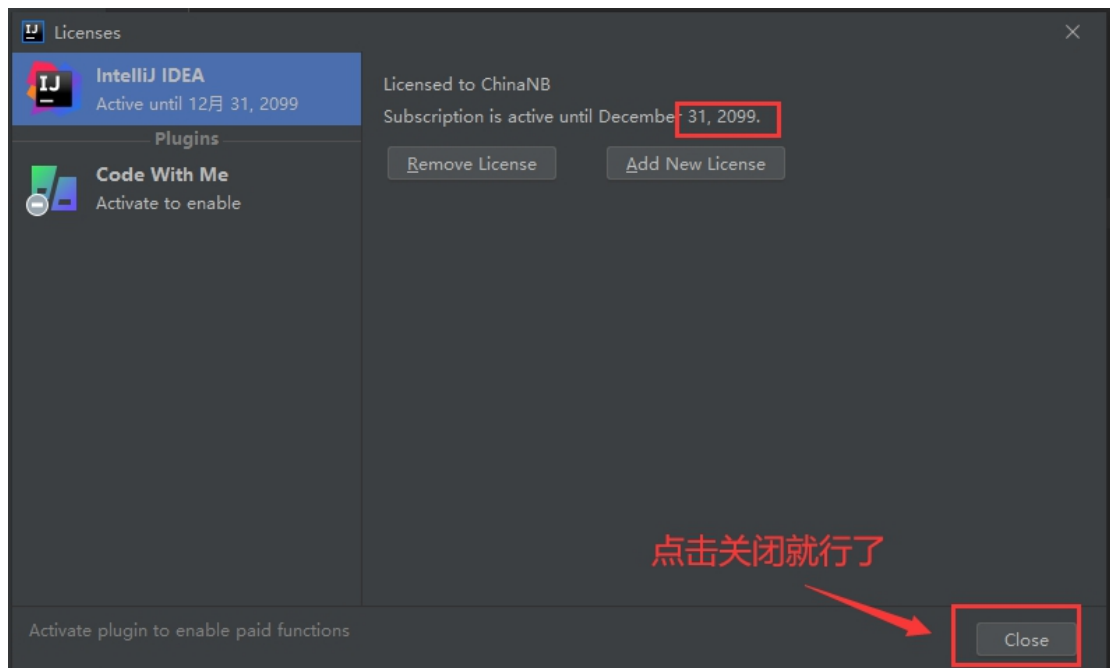 Licenses
IntelliJ IDEA
Active until 12月 31, 2099
Plugins
Code With Me
Activate to enable
Licensed to ChinaNB
Subscription is active until December 31, 2099.
Remove License
Add New License
点击关闭就行了
Activate plugin to enable paid functions
Close